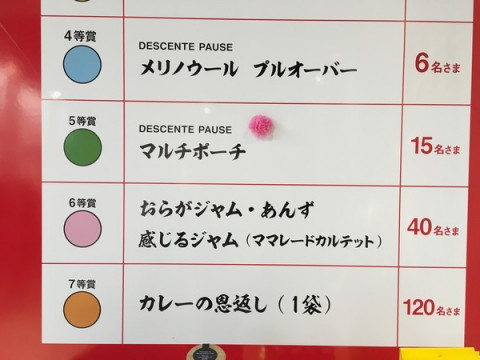 4等賞
DESCENTE PAUSE
メリノウール プルオーバー
6名さま
5等賞
DESCENTE PAUSE
マルチポーチ
15名さま
6等賞
おらがジャム・あんず
感じるジャム(ママレードカルテット)
40名さま
7等賞
カレーの恩返し(1袋)
120名さま